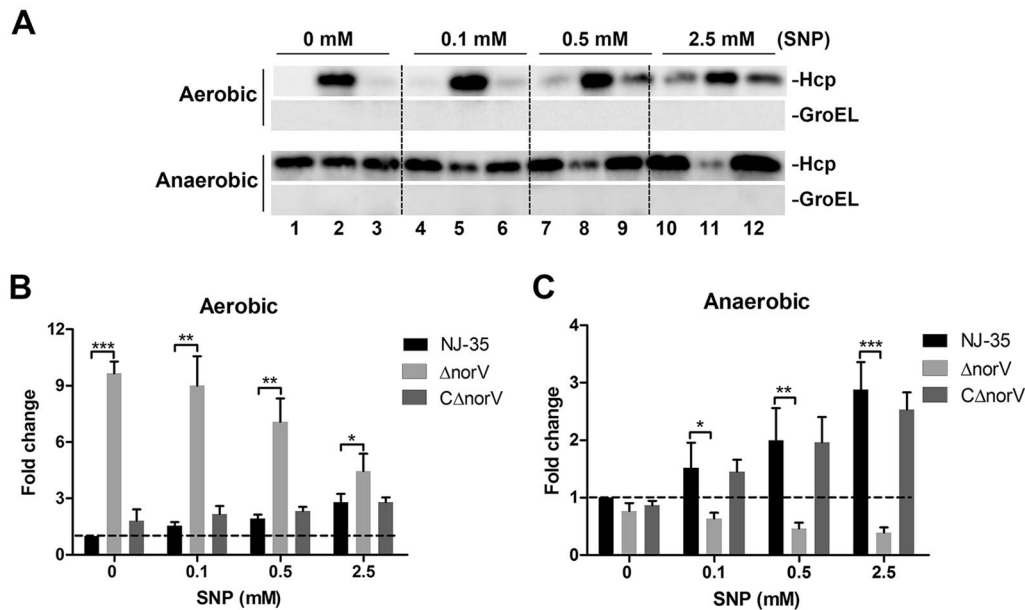 A
0 mM 0.1 mM 0.5 mM 2.5 mM (SNP)
Aerobic
-Hcp
-GroEL
Anaerobic
-Hcp
-GroEL
1 2 3 4 5 6 7 8 9 10 11 12
B
Aerobic
Fold change
12
9
6
3
0
***
**
**
*
0 0.1 0.5 2.5
SNP (mM)
NJ-35
ΔnorV
CΔnorV
C
Anaerobic
Fold change
4
3
2
1
0
*
**
***
0 0.1 0.5 2.5
SNP (mM)
NJ-35
ΔnorV
CΔnorV